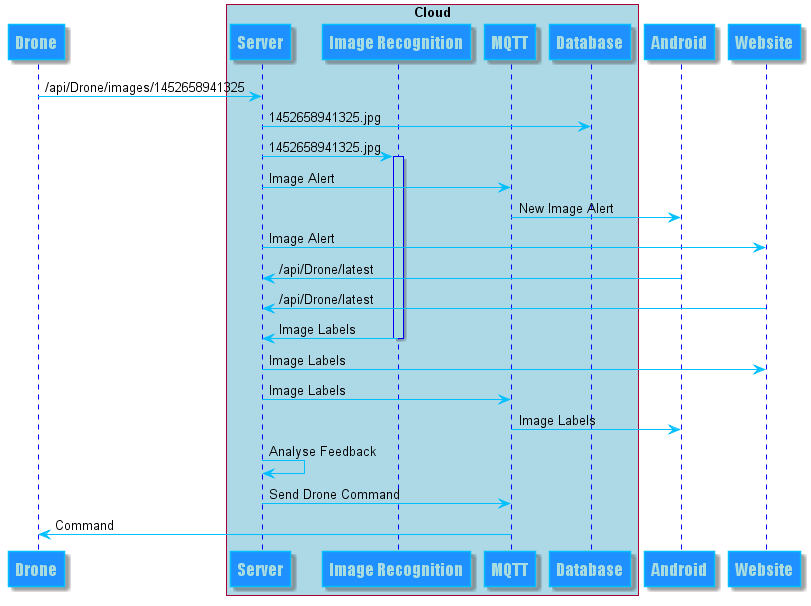 Cloud
Drone
Server
Image Recognition
MQTT
Database
Android
Website
/api/Drone/images/1452658941325
1452658941325.jpg
1452658941325.jpg
Image Alert
New Image Alert
Image Alert
/api/Drone/latest
/api/Drone/latest
Image Labels
Image Labels
Image Labels
Image Labels
Analyse Feedback
Send Drone Command
Command
Drone
Server
Image Recognition
MQTT
Database
Android
Website